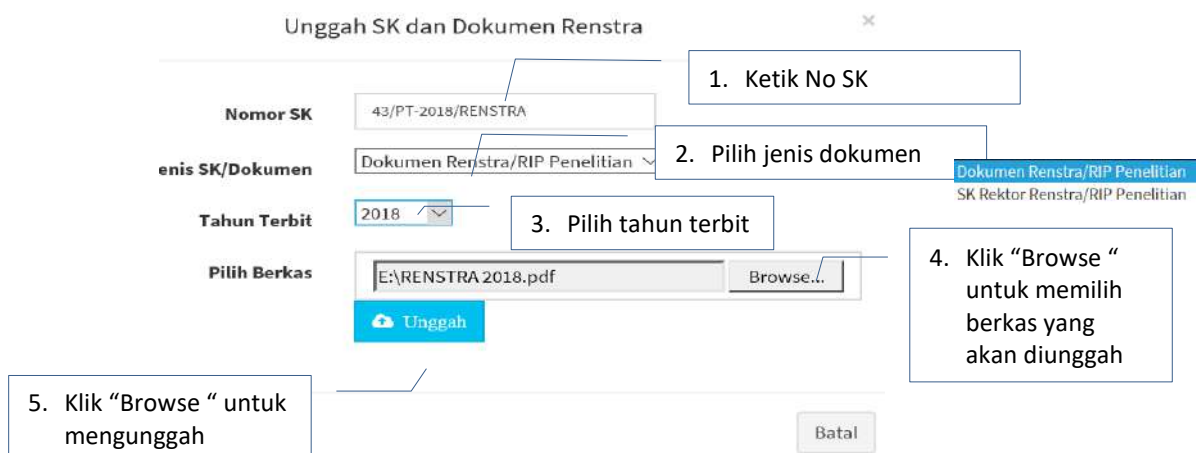 Unggah SK dan Dokumen Renstra
×
1. Ketik No SK
Nomor SK
43/PT-2018/RENSTRA
2. Pilih jenis dokumen
enis SK/Dokumen
Dokumen Renstra/RIP Penelitian
Dokumen Renstra/RIP Penelitian
SK Rektor Renstra/RIP Penelitian
Tahun Terbit
2018
3. Pilih tahun terbit
Pilih Berkas
E:\RENSTRA 2018.pdf
Browse...
4. Klik “Browse “
untuk memilih
berkas yang
akan diunggah
Unggah
5. Klik “Browse “ untuk
mengunggah
Batal